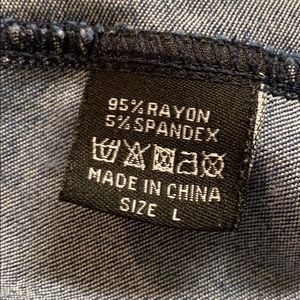 95% RAYON
5% SPANDEX
MADE IN CHINA
SIZE L